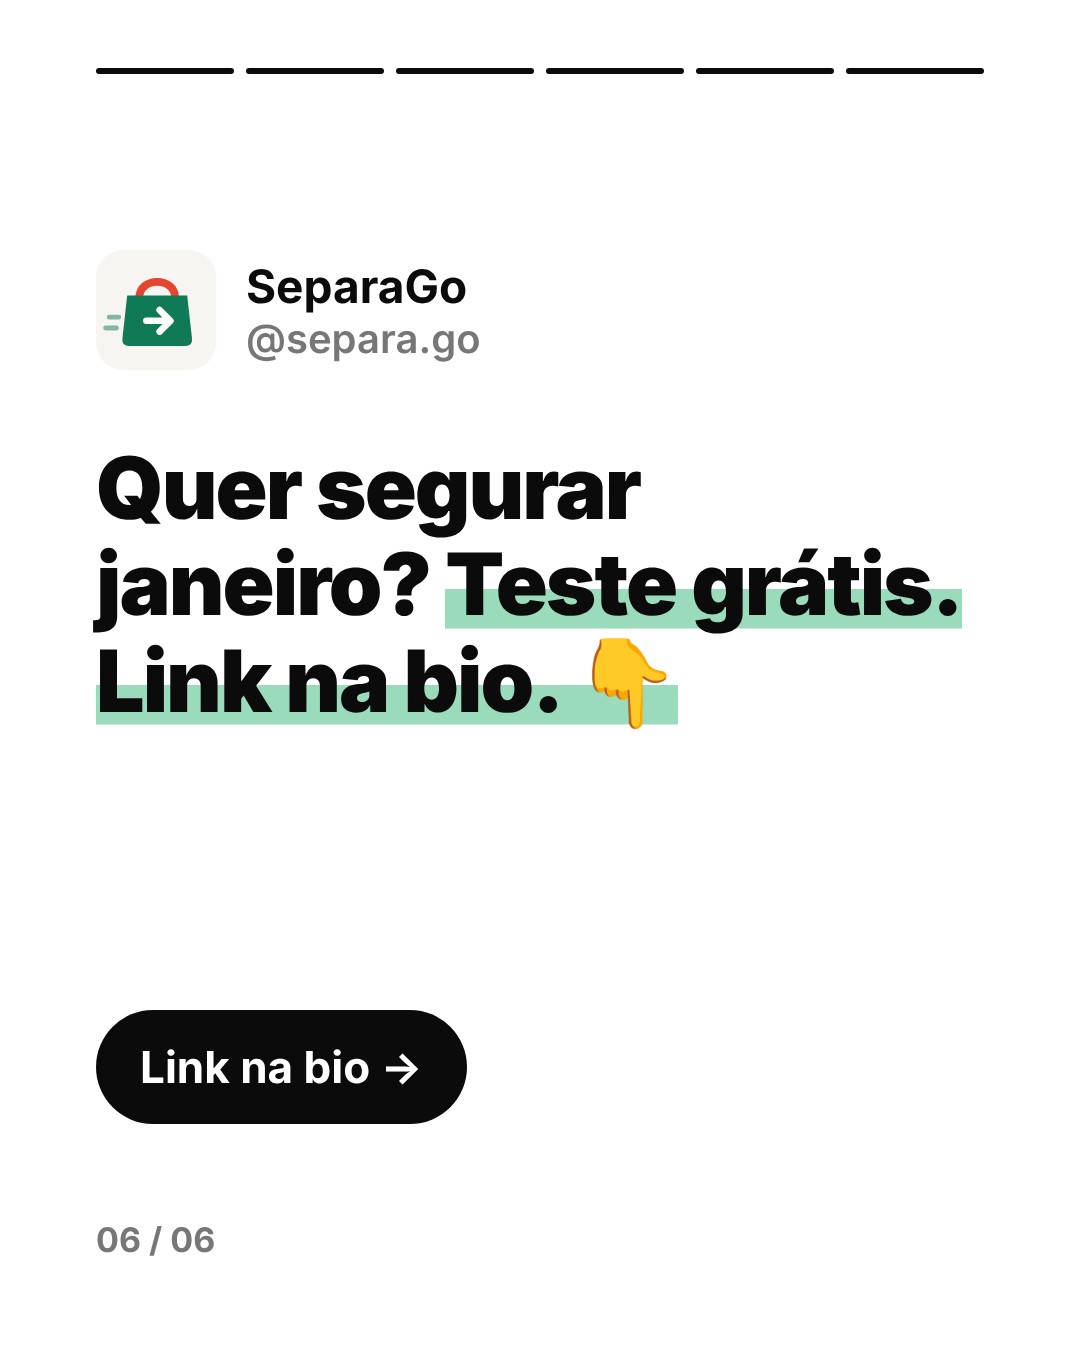 SeparaGo
@separa.go
Quer segurar
janeiro? Teste grátis.
Link na bio. 👇
Link na bio →
06 / 06